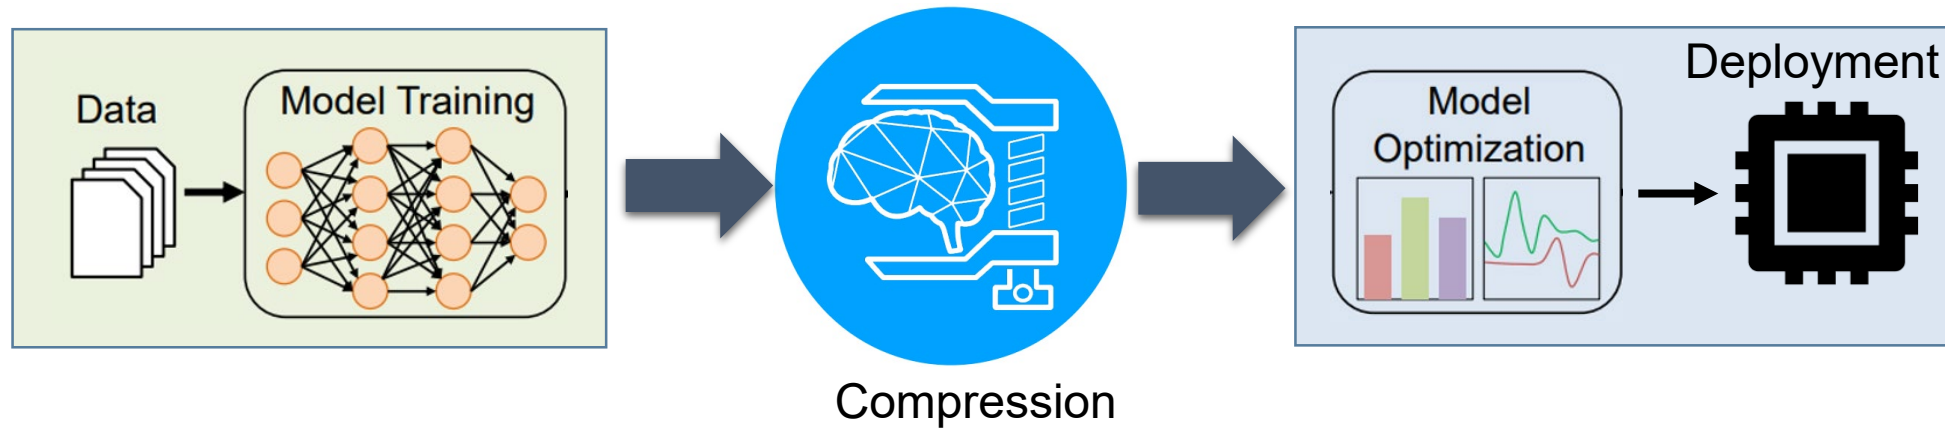 Data
Model Training
Compression
Model
Optimization
Deployment